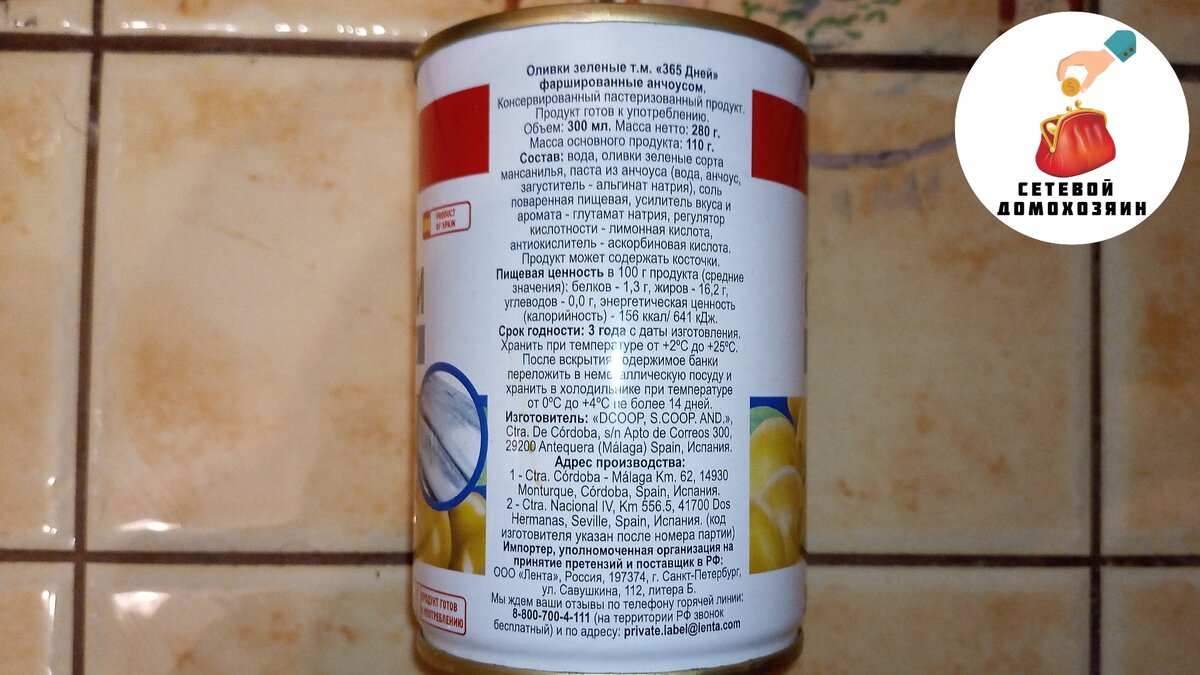 Оливки зеленые т.м. «365 Дней»
фаршированные анчоусом.
Консервированный пастеризованный продукт.
Продукт готов к употреблению.
Объем: 300 мл. Масса нетто: 280 г.
Масса основного продукта: 110 г.
Состав: вода, оливки зеленые сорта
мансанилья, паста из анчоуса (вода, анчоус,
загуститель - альгинат натрия), соль
поваренная пищевая, усилитель вкуса и
аромата - глутамат натрия, регулятор
кислотности - лимонная кислота,
антиокислитель - аскорбиновая кислота.
Продукт может содержать косточки.
Пищевая ценность в 100 г продукта (средние
значения): белков - 1,3 г, жиров - 16,2 г,
углеводов - 0,0 г, энергетическая ценность
(калорийность) - 156 ккал/ 641 кДж.
Срок годности: 3 года с даты изготовления.
Хранить при температуре от +2ºС до +25ºС.
После вскрытия содержимое банки
переложить в неметаллическую посуду и
хранить в холодильнике при температуре
от 0ºС до +4ºС не более 14 дней.
Изготовитель: «DCOOP, S.COOP. AND.»,
Ctra. De Córdoba, s/n Apto de Correos 300,
29200 Antequera (Málaga) Spain, Испания.
Адрес производства:
1 - Ctra. Córdoba - Málaga Km. 62, 14930
Monturque, Córdoba, Spain, Испания.
2 - Ctra. Nacional IV, Km 556.5, 41700 Dos
Hermanas, Seville, Spain, Испания. (код
изготовителя указан после номера партии)
Импортер, уполномоченная организация на
принятие претензий и поставщик в РФ:
ООО «Лента», Россия, 197374, г. Санкт-Петербург,
ул. Савушкина, 112, литера Б.
Мы ждем ваши отзывы по телефону горячей линии:
8-800-700-4-111 (на территории РФ звонок
бесплатный) и по адресу: private.label@lenta.com
PRODUCT
OF SPAIN
ПРОДУКТ ГОТОВ
К УПОТРЕБЛЕНИЮ
СЕТЕВОЙ
ДОМОХОЗЯИН